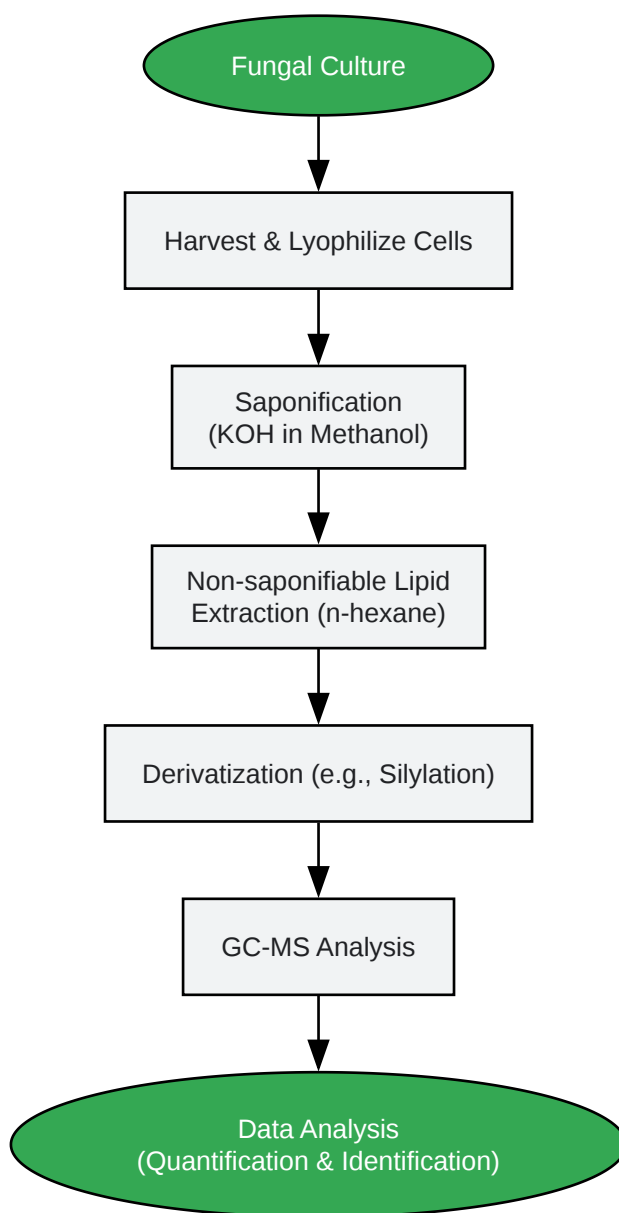 Fungal Culture
Harvest & Lyophilize Cells
Saponification
(KOH in Methanol)
Non-saponifiable Lipid
Extraction (n-hexane)
Derivatization (e.g., Silylation)
GC-MS Analysis
Data Analysis
(Quantification & Identification)